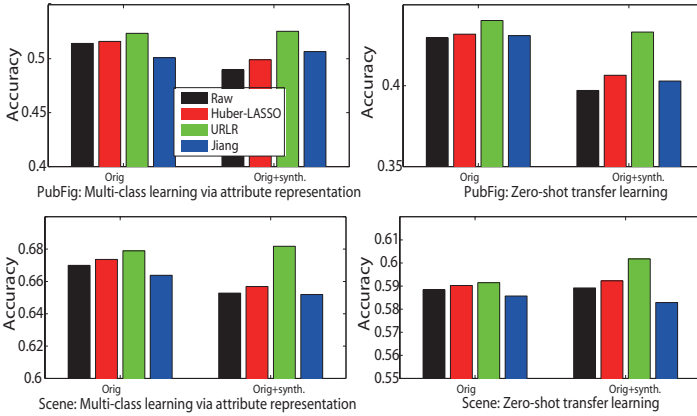 Accuracy
0.5
0.45
0.4
Raw
Huber-LASSO
URLR
Jiang
Orig
Orig+synth.
PubFig: Multi-class learning via attribute representation
Accuracy
0.4
0.35
Orig
Orig+synth.
PubFig: Zero-shot transfer learning
Accuracy
0.68
0.66
0.64
0.62
0.6
Orig
Orig+synth.
Scene: Multi-class learning via attribute representation
Accuracy
0.61
0.60
0.59
0.58
0.57
0.56
0.55
Orig
Orig+synth.
Scene: Zero-shot transfer learning